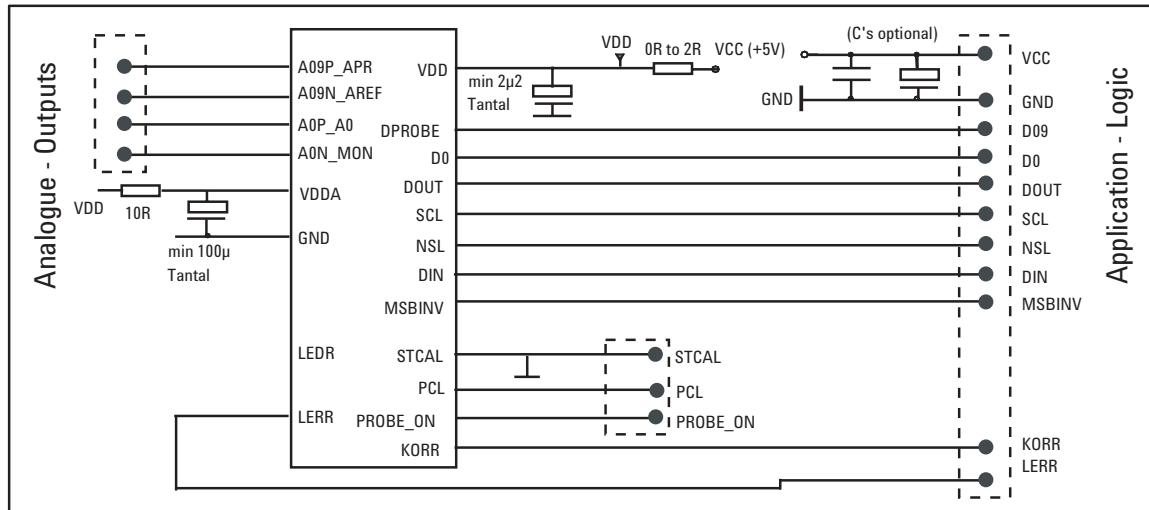 Analogue - Outputs
A09P_APR
A09N_AREF
A0P_A0
A0N_MON
VDD
10R
VDDA
GND
min 100µ
Tantal
LEDR
LERR
VDD
DPROBE
D0
DOUT
SCL
NSL
DIN
MSBINV
STCAL
PCL
PROBE_ON
KORR
min 2µ2
Tantal
VDD
0R to 2R
VCC (+5V)
(C's optional)
GND
STCAL
PCL
PROBE_ON
VCC
GND
D09
D0
DOUT
SCL
NSL
DIN
MSBINV
KORR
LERR
Application - Logic